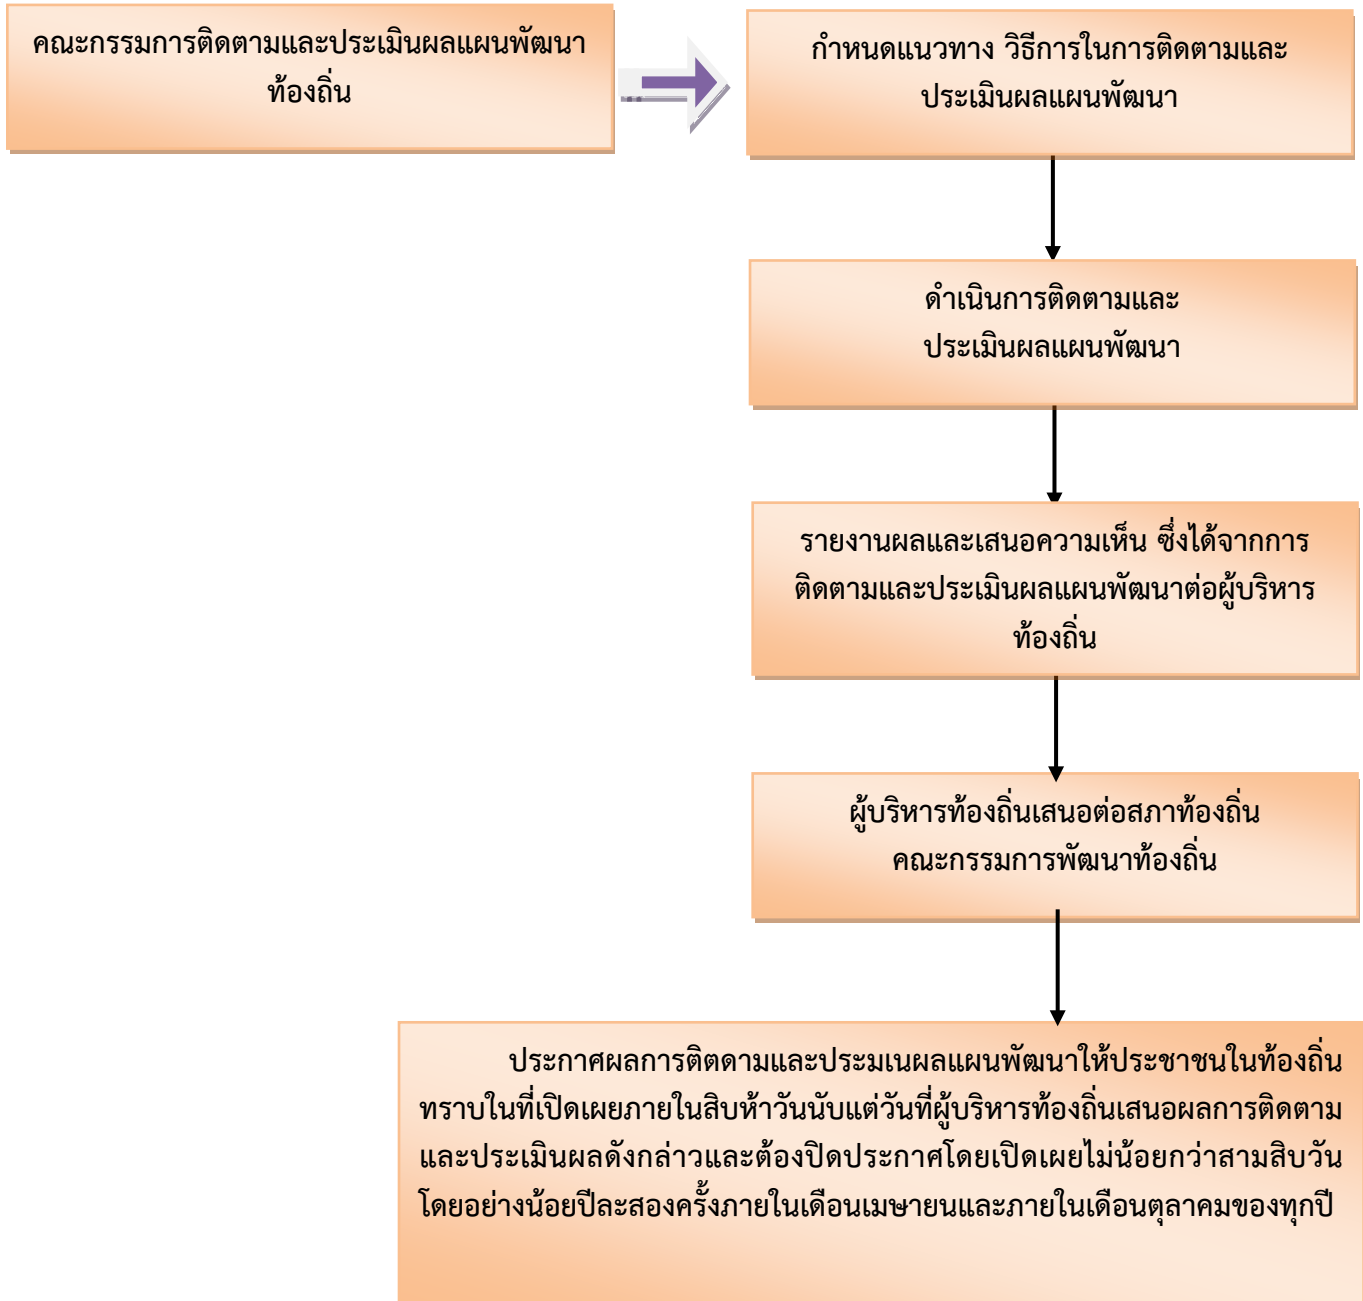 คณะกรรมการติดตามและประเมินผลแผนพัฒนา
ท้องถิ่น
กำหนดแนวทาง วิธีการในการติดตามและ
ประเมินผลแผนพัฒนา
ดำเนินการติดตามและ
ประเมินผลแผนพัฒนา
รายงานผลและเสนอความเห็น ซึ่งได้จากการ
ติดตามและประเมินผลแผนพัฒนาต่อผู้บริหาร
ท้องถิ่น
ผู้บริหารท้องถิ่นเสนอต่อสภาท้องถิ่น
คณะกรรมการพัฒนาท้องถิ่น
ประกาศผลการติตดามและประมเนผลแผนพัฒนาให้ประชาชนในท้องถิ่น
ทราบในที่เปิดเผยภายในสิบห้าวันนับแต่วันที่ผู้บริหารท้องถิ่นเสนอผลการติดตาม
และประเมินผลดังกล่าวและต้องปิดประกาศโดยเปิดเผยไม่น้อยกว่าสามสิบวัน
โดยอย่างน้อยปีละสองครั้งภายในเดือนเมษายนและภายในเดือนตุลาคมของทุกปี